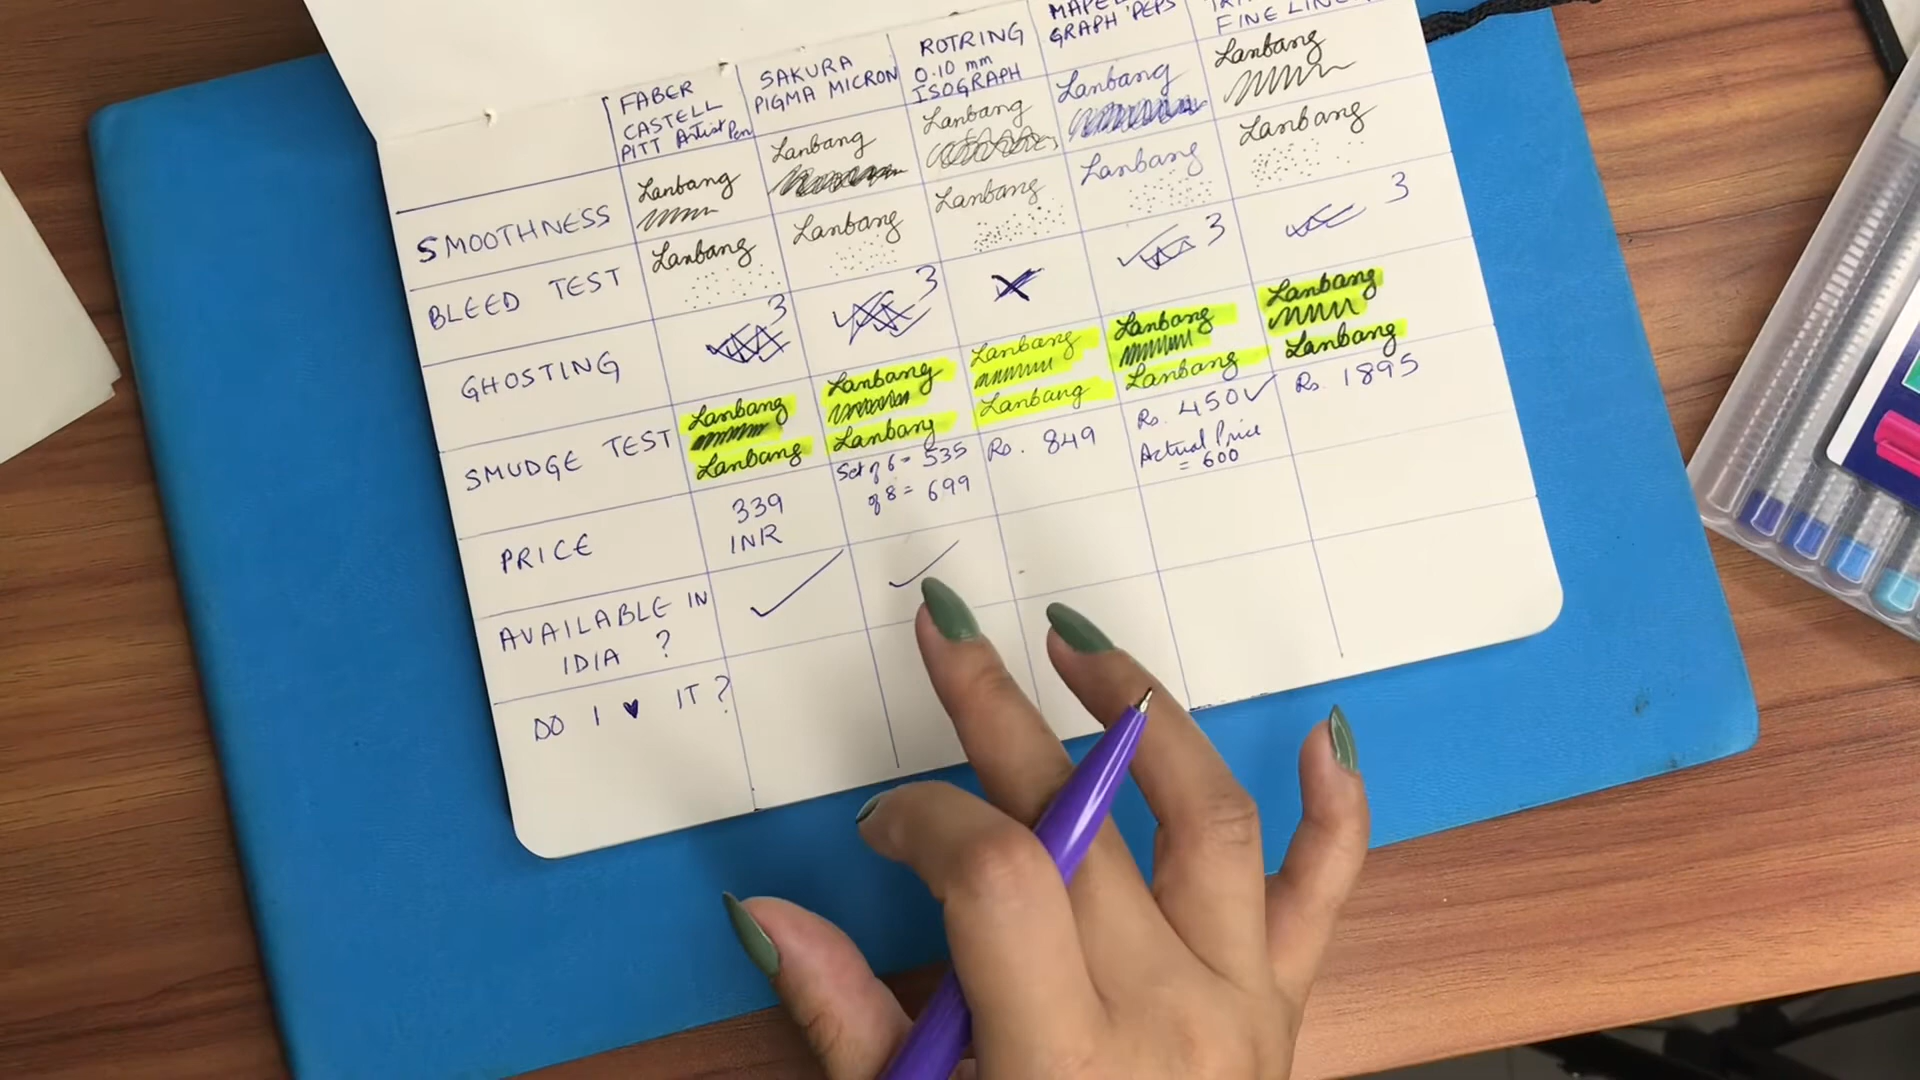 FABER
CASTELL
PITT Artist Pen
SAKURA
PIGMA MICRON
ROTRING
0.10 mm
ISOGRAPH
GRAPH 'PEPS
FINE LINE
SMOOTHNESS
Lanbang
Lanbang
Lanbang
Lanbang
Lanbang
BLEED TEST
Lanbang
Lanbang
Lanbang
Lanbang
Lanbang
GHOSTING
3
3
3
3
SMUDGE TEST
Lanbang
Lanbang
Lanbang
Lanbang
Lanbang
Lanbang
Lanbang
Lanbang
Lanbang
Lanbang
PRICE
339
INR
Set of 6 = 535
of 8 = 699
Rs. 849
Rs. 450
Actual Price
= 600
Rs. 1895
AVAILABLE IN
IDIA ?
DO I ♥ IT ?